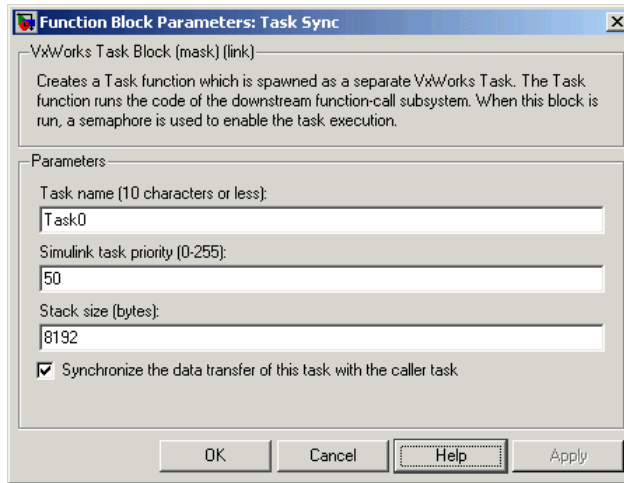 Function Block Parameters: Task Sync
VxWorks Task Block (mask) (link)
Creates a Task function which is spawned as a separate VxWorks Task. The Task
function runs the code of the downstream function-call subsystem. When this block is
run, a semaphore is used to enable the task execution.
Parameters
Task name (10 characters or less):
Task0
Simulink task priority (0-255):
50
Stack size (bytes):
8192
Synchronize the data transfer of this task with the caller task
OK Cancel Help Apply